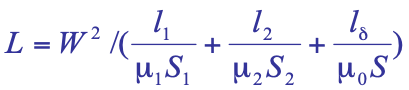 L = W² /(l₁/μ₁S₁ + l₂/μ₂S₂ + l_δ/μ₀S)